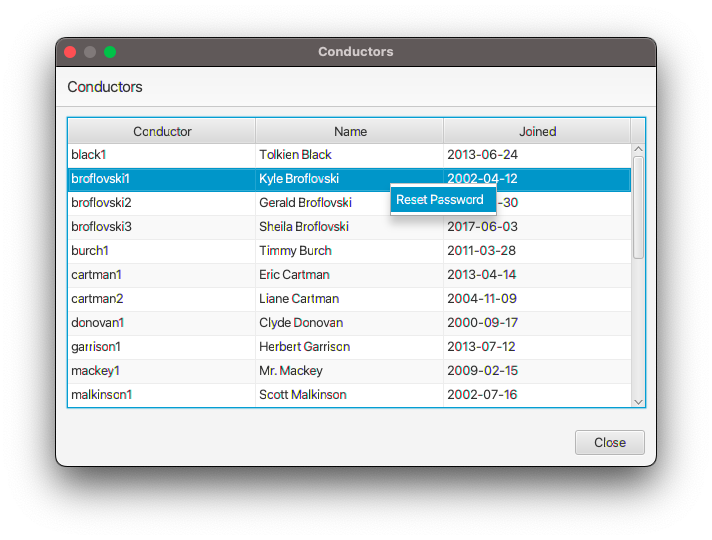 Conductors
Conductors
Conductor Name Joined
black1 Tolkien Black 2013-06-24
broflovski1 Kyle Broflovski 2002-04-12
Reset Password
broflovski2 Gerald Broflovski -30
broflovski3 Sheila Broflovski 2017-06-03
burch1 Timmy Burch 2011-03-28
cartman1 Eric Cartman 2013-04-14
cartman2 Liane Cartman 2004-11-09
donovan1 Clyde Donovan 2000-09-17
garrison1 Herbert Garrison 2013-07-12
mackey1 Mr. Mackey 2009-02-15
malkinson1 Scott Malkinson 2002-07-16
Close